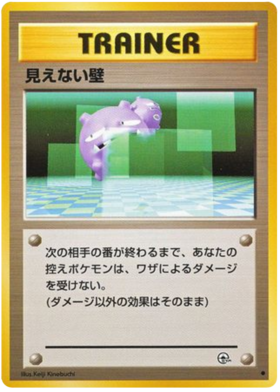 TRAINER
見えない壁
次の相手の番が終わるまで、あなたの
控えポケモンは、ワザによるダメージ
を受けない。
(ダメージ以外の効果はそのまま)
Illus. Keiji Kinebuchi